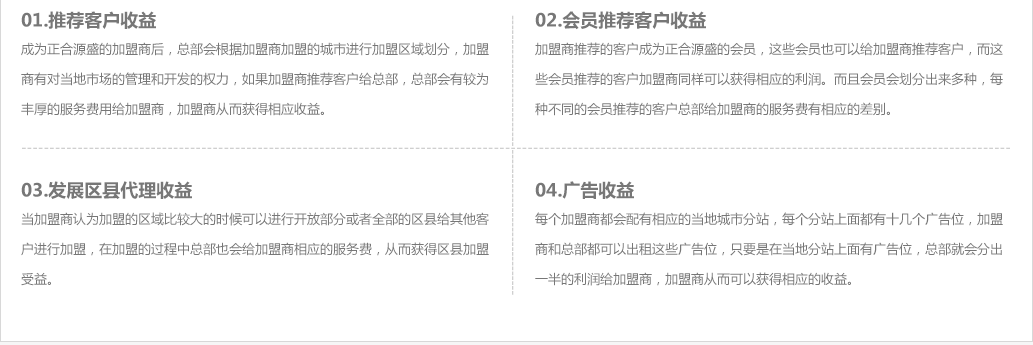 01.推荐客户收益
成为正合源盛的加盟商后，总部会根据加盟商加盟的城市进行加盟区域划分，加盟
商有对当地市场的管理和开发的权力，如果加盟商推荐客户给总部，总部会有较为
丰厚的服务费用给加盟商，加盟商从而获得相应收益。
02.会员推荐客户收益
加盟商推荐的客户成为正合源盛的会员，这些会员也可以给加盟商推荐客户，而这
些会员推荐的客户加盟商同样可以获得相应的利润。而且会员会划分出来多种，每
种不同的会员推荐的客户总部给加盟商的服务费有相应的差别。
03.发展区县代理收益
当加盟商认为加盟的区域比较大的时候可以进行开放部分或者全部的区县给其他客
户进行加盟，在加盟的过程中总部也会给加盟商相应的服务费，从而获得区县加盟
受益。
04.广告收益
每个加盟商都会配有相应的当地城市分站，每个分站上面都有十几个广告位，加盟
商和总部都可以出租这些广告位，只要是在当地分站上面有广告位，总部就会分出
一半的利润给加盟商，加盟商从而可以获得相应的收益。